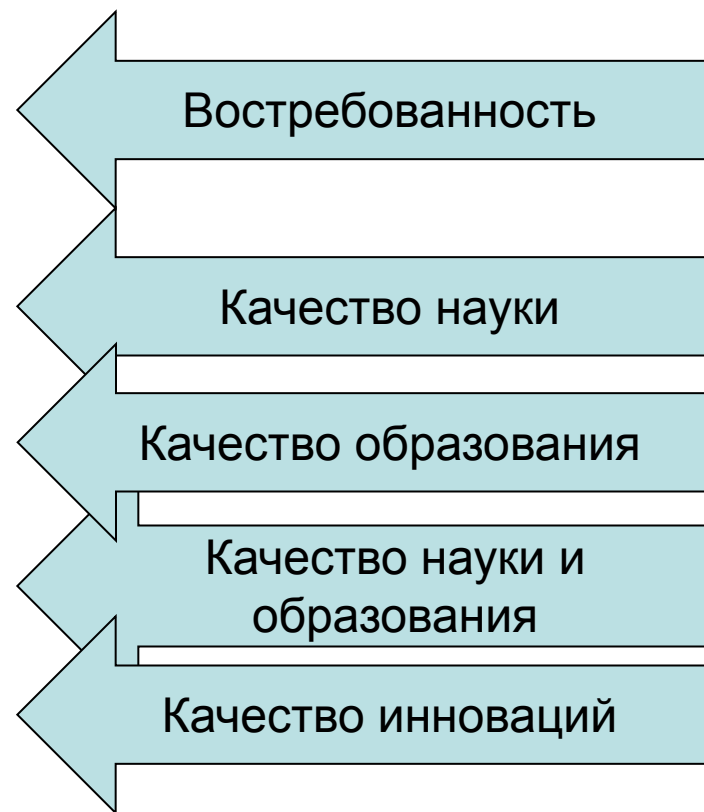 Востребованность
Качество науки
Качество образования
Качество науки и
образования
Качество инноваций